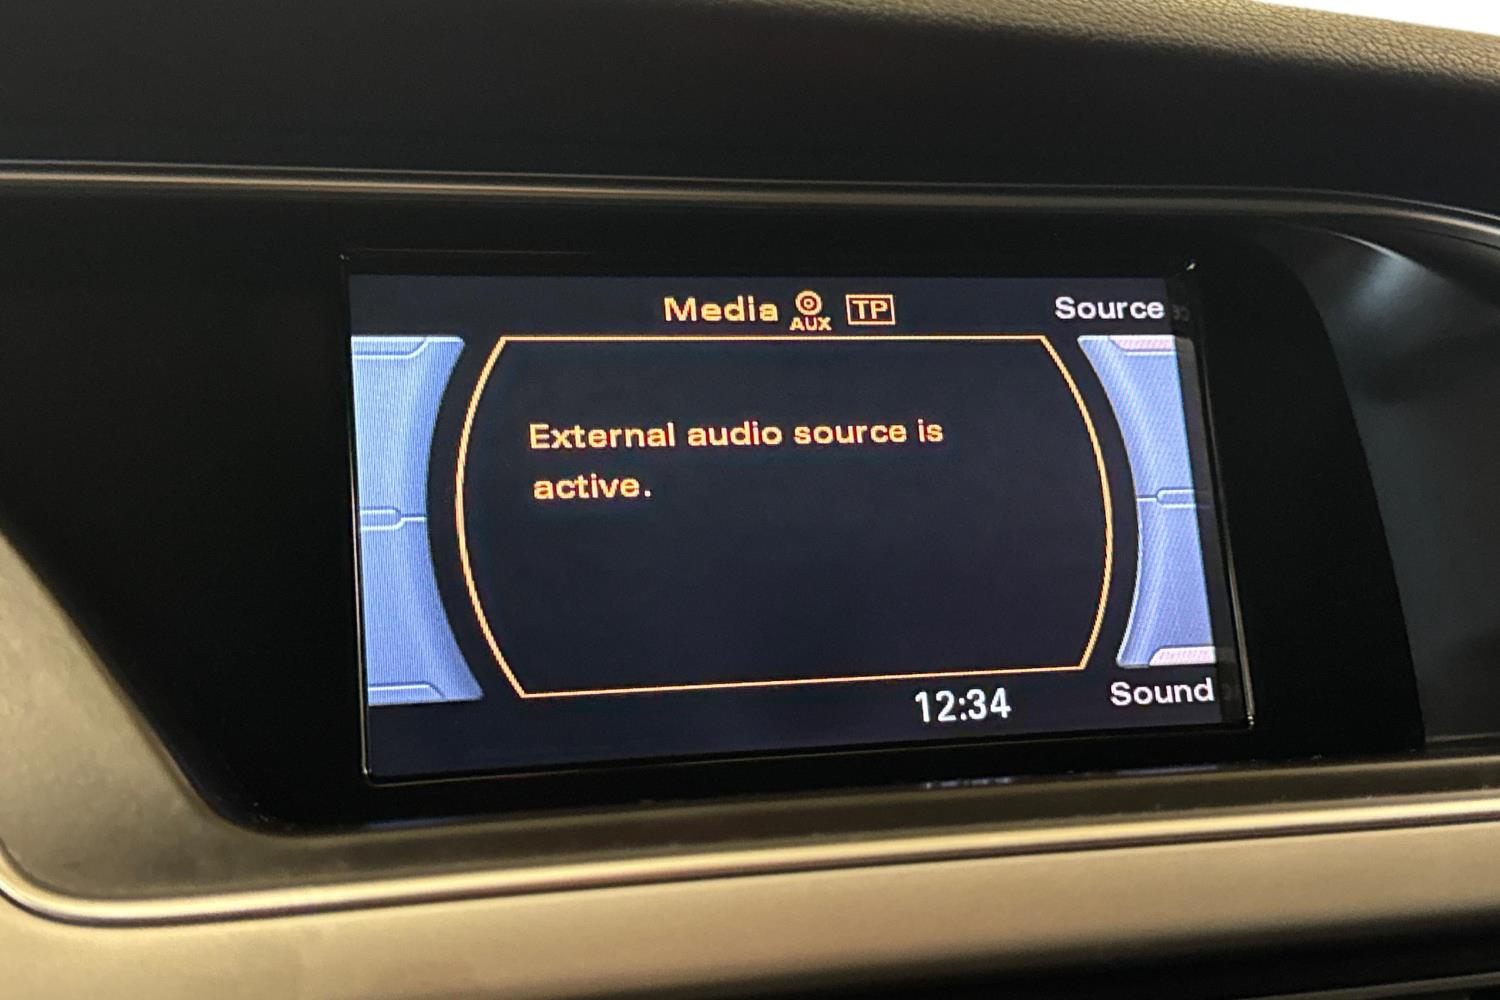 Media AUX TP Source
External audio source is
active.
12:34 Sound